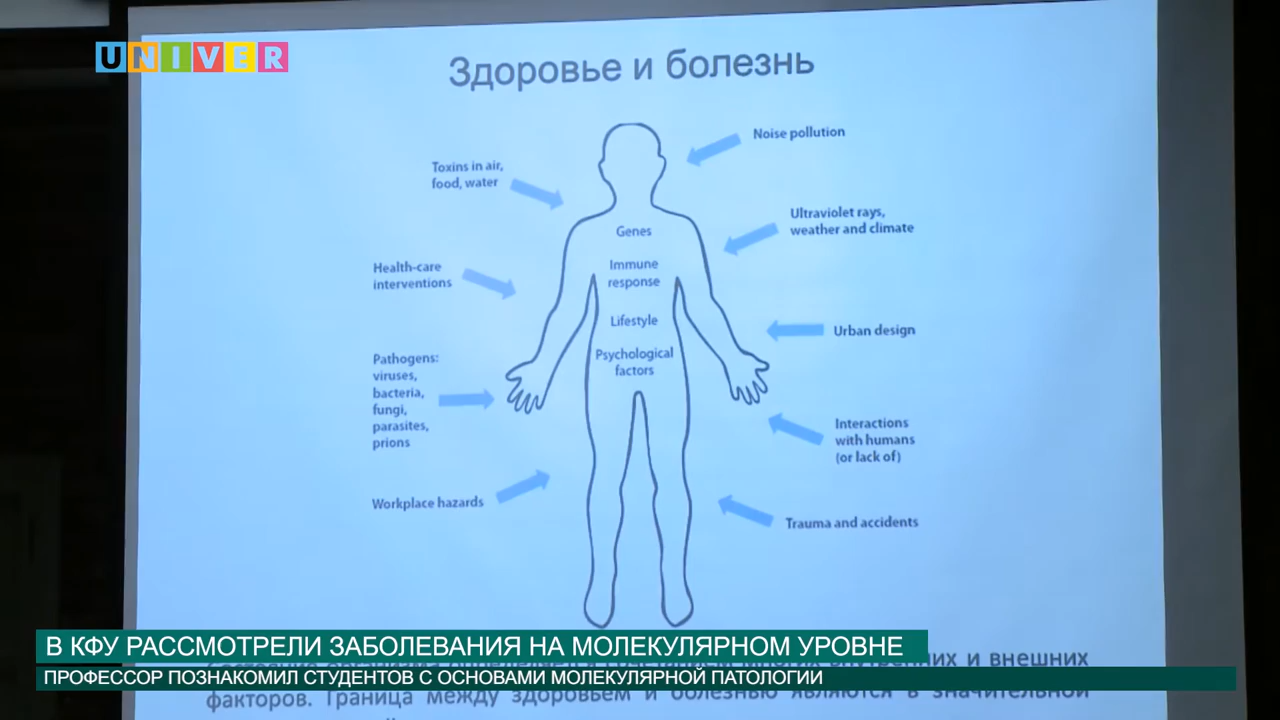 UNIVER
Здоровье и болезнь
Noise pollution
Toxins in air,
food, water
Ultraviolet rays,
weather and climate
Genes
Health-care
interventions
Immune
response
Lifestyle
Urban design
Psychological
factors
Pathogens:
viruses,
bacteria,
fungi,
parasites,
prions
Interactions
with humans
(or lack of)
Workplace hazards
Trauma and accidents
В КФУ РАССМОТРЕЛИ ЗАБОЛЕВАНИЯ НА МОЛЕКУЛЯРНОМ УРОВНЕ
и внешних
ПРОФЕССОР ПОЗНАКОМИЛ СТУДЕНТОВ С ОСНОВАМИ МОЛЕКУЛЯРНОЙ ПАТОЛОГИИ
факторов. Граница между здоровьем и болезнью являются в значительной